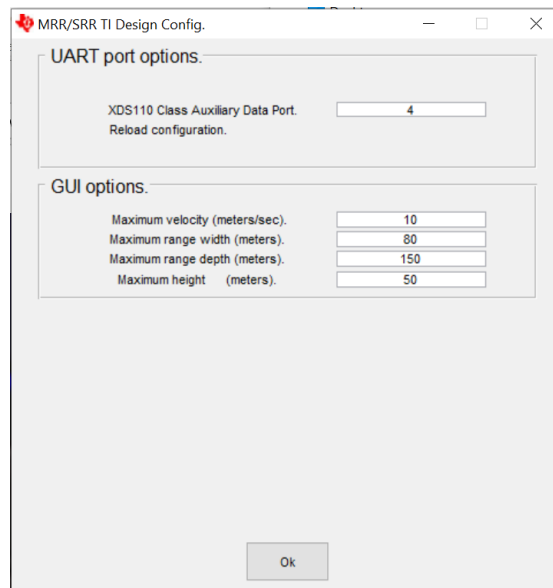 MRR/SRR TI Design Config.
UART port options.
XDS110 Class Auxiliary Data Port. 4
Reload configuration.
GUI options.
Maximum velocity (meters/sec). 10
Maximum range width (meters). 80
Maximum range depth (meters). 150
Maximum height (meters). 50
Ok